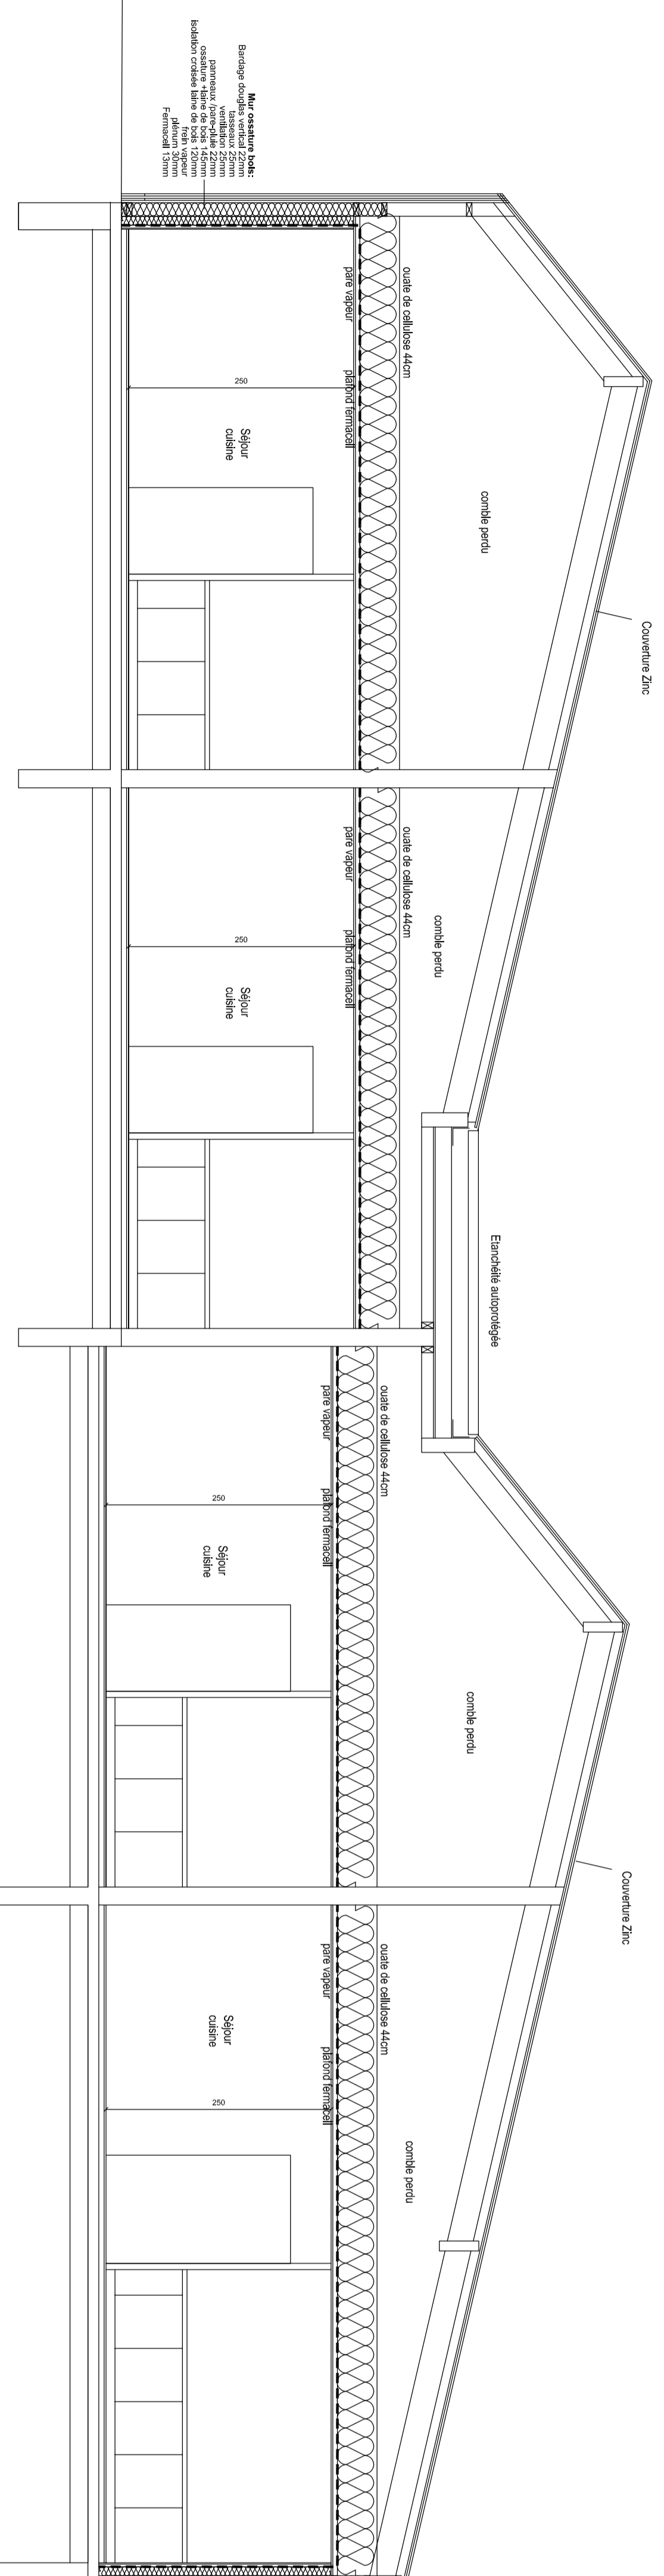 Mur ossature bois:
Bardage douglas vertical 22mm
tasseaux 25mm
ventilation 25mm
panneaux /pare-pluie 22mm
ossature +laine de bois 145mm
isolation croisée laine de bois 120mm
frein vapeur
plénum 30mm
Fermacell 13mm
Couverture Zinc
comble perdu
ouate de cellulose 44cm
pare vapeur
plafond fermacell
250
Séjour
cuisine
comble perdu
ouate de cellulose 44cm
pare vapeur
plafond fermacell
250
Séjour
cuisine
Etanchéité autoprotégée
ouate de cellulose 44cm
pare vapeur
plafond fermacell
250
Séjour
cuisine
comble perdu
Couverture Zinc
ouate de cellulose 44cm
pare vapeur
plafond fermacell
Séjour
cuisine
250
comble perdu